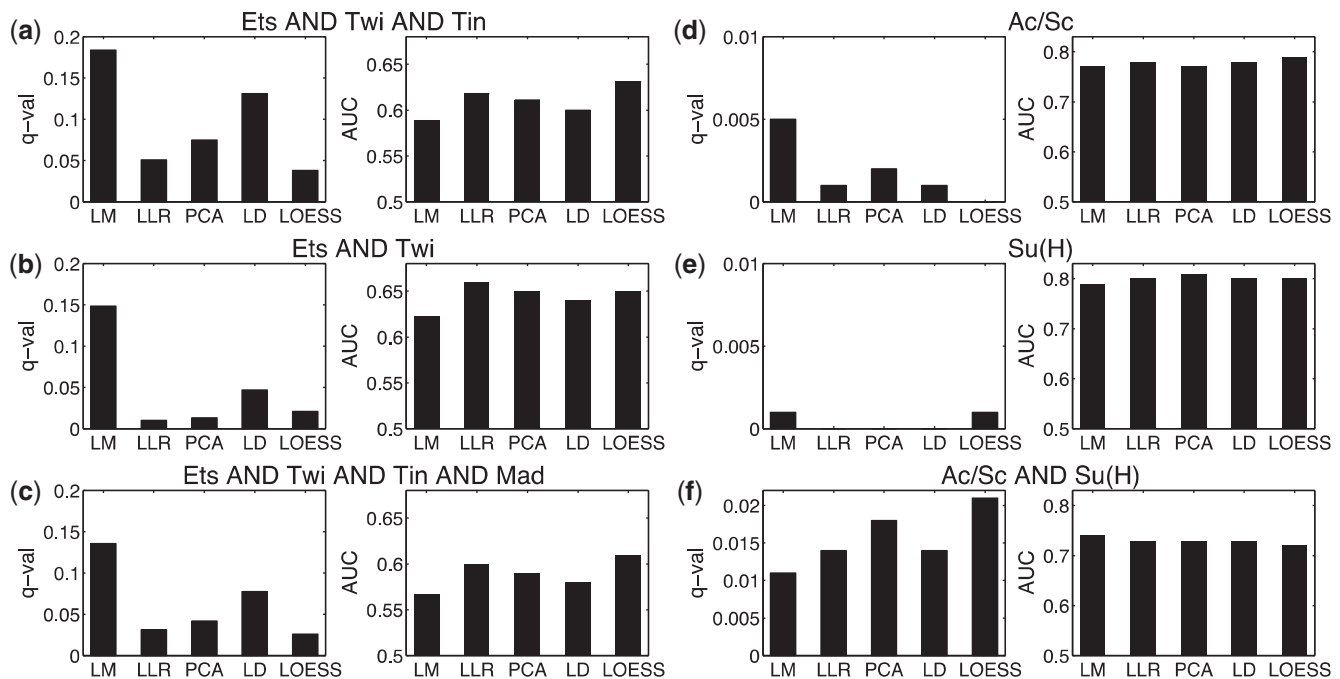 (a) Ets AND Twi AND Tin
q-val
0.2
0.15
0.1
0.05
0
LM LLR PCA LD LOESS
AUC
0.65
0.6
0.55
0.5
LM LLR PCA LD LOESS
(b) Ets AND Twi
q-val
0.2
0.15
0.1
0.05
0
LM LLR PCA LD LOESS
AUC
0.65
0.6
0.55
0.5
LM LLR PCA LD LOESS
(c) Ets AND Twi AND Tin AND Mad
q-val
0.2
0.15
0.1
0.05
0
LM LLR PCA LD LOESS
AUC
0.65
0.6
0.55
0.5
LM LLR PCA LD LOESS
(d) Ac/Sc
q-val
0.01
0.005
0
LM LLR PCA LD LOESS
AUC
0.8
0.7
0.6
0.5
LM LLR PCA LD LOESS
(e) Su(H)
q-val
0.01
0.005
0
LM LLR PCA LD LOESS
AUC
0.8
0.7
0.6
0.5
LM LLR PCA LD LOESS
(f) Ac/Sc AND Su(H)
q-val
0.02
0.015
0.01
0.005
0
LM LLR PCA LD LOESS
AUC
0.8
0.7
0.6
0.5
LM LLR PCA LD LOESS